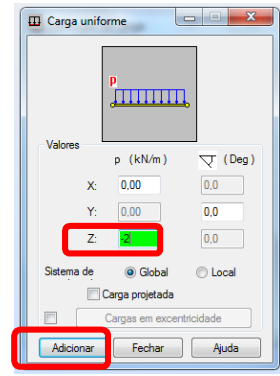 Carga uniforme
p
Valores
p (kN/m) (Deg)
X: 0,00 0,0
Y: 0,00 0,0
Z: -2 0,0
Sistema de Global Local
Carga projetada
Cargas em excentricidade
Adicionar Fechar Ajuda